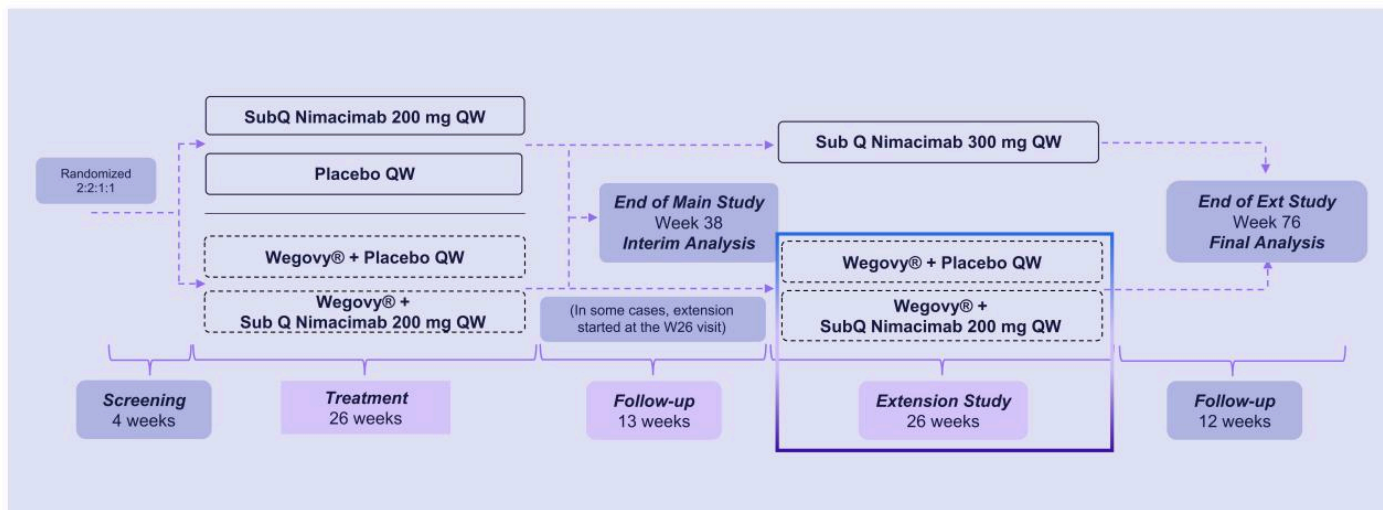 SubQ Nimacimab 200 mg QW
Sub Q Nimacimab 300 mg QW
Randomized
2:2:1:1
Placebo QW
End of Main Study
Week 38
Interim Analysis
End of Ext Study
Week 76
Final Analysis
Wegovy® + Placebo QW
Wegovy® +
Sub Q Nimacimab 200 mg QW
(In some cases, extension
started at the W26 visit)
Wegovy® + Placebo QW
Wegovy® +
SubQ Nimacimab 200 mg QW
Screening
4 weeks
Treatment
26 weeks
Follow-up
13 weeks
Extension Study
26 weeks
Follow-up
12 weeks